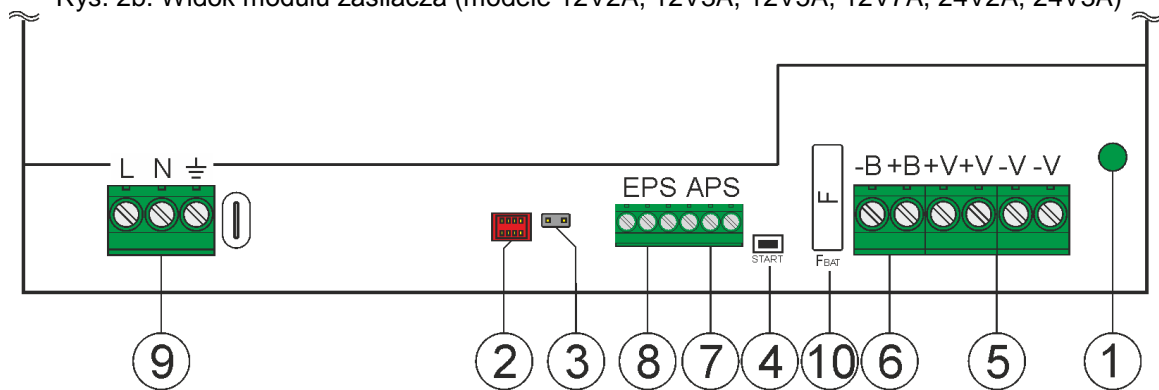 Rys. 2b. Widok modułu zasilacza (modele 12V2A, 12V3A, 12V5A, 12V7A, 24V2A, 24V3A)
L N
EPS APS
START
F
FBAT
-B +B +V +V -V -V
9 2 3 8 7 4 10 6 5 1